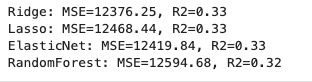 Ridge: MSE=12376.25, R2=0.33
Lasso: MSE=12468.44, R2=0.33
ElasticNet: MSE=12419.84, R2=0.33
RandomForest: MSE=12594.68, R2=0.32